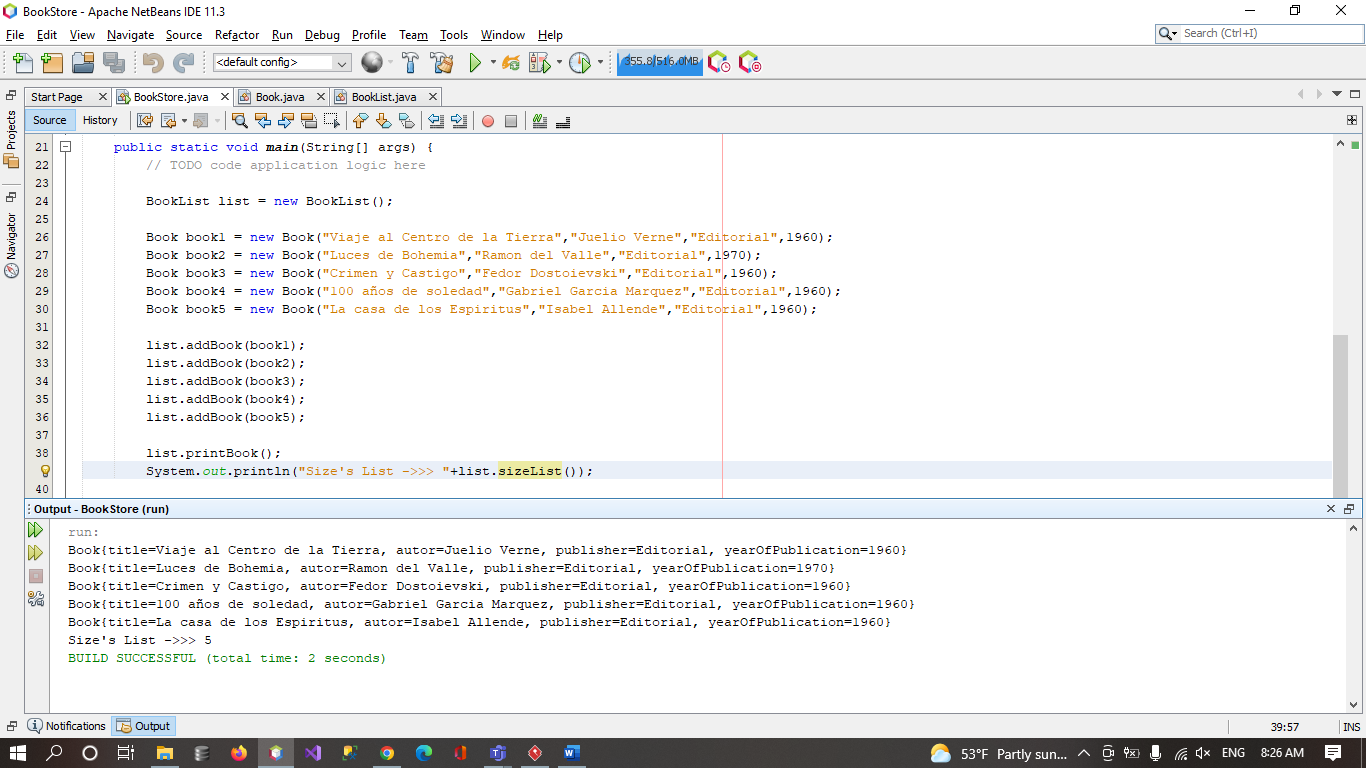 BookStore - Apache NetBeans IDE 11.3
File Edit View Navigate Source Refactor Run Debug Profile Team Tools Window Help
Search (Ctrl+I)
<default config>
355.8/516.0MB
Start Page BookStore.java Book.java BookList.java
Projects
Navigator
Source History
21 public static void main(String[] args) {
22 // TODO code application logic here
23
24 BookList list = new BookList();
25
26 Book book1 = new Book("Viaje al Centro de la Tierra","Juelio Verne","Editorial",1960);
27 Book book2 = new Book("Luces de Bohemia","Ramon del Valle","Editorial",1970);
28 Book book3 = new Book("Crimen y Castigo","Fedor Dostoievski","Editorial",1960);
29 Book book4 = new Book("100 años de soledad","Gabriel Garcia Marquez","Editorial",1960);
30 Book book5 = new Book("La casa de los Espiritus","Isabel Allende","Editorial",1960);
31
32 list.addBook(book1);
33 list.addBook(book2);
34 list.addBook(book3);
35 list.addBook(book4);
36 list.addBook(book5);
37
38 list.printBook();
System.out.println("Size's List ->>> "+list.sizeList());
40
Output - BookStore (run)
run:
Book{title=Viaje al Centro de la Tierra, autor=Juelio Verne, publisher=Editorial, yearOfPublication=1960}
Book{title=Luces de Bohemia, autor=Ramon del Valle, publisher=Editorial, yearOfPublication=1970}
Book{title=Crimen y Castigo, autor=Fedor Dostoievski, publisher=Editorial, yearOfPublication=1960}
Book{title=100 años de soledad, autor=Gabriel Garcia Marquez, publisher=Editorial, yearOfPublication=1960}
Book{title=La casa de los Espiritus, autor=Isabel Allende, publisher=Editorial, yearOfPublication=1960}
Size's List ->>> 5
BUILD SUCCESSFUL (total time: 2 seconds)
Notifications Output
39:57 INS
53°F Partly sun... ENG 8:26 AM